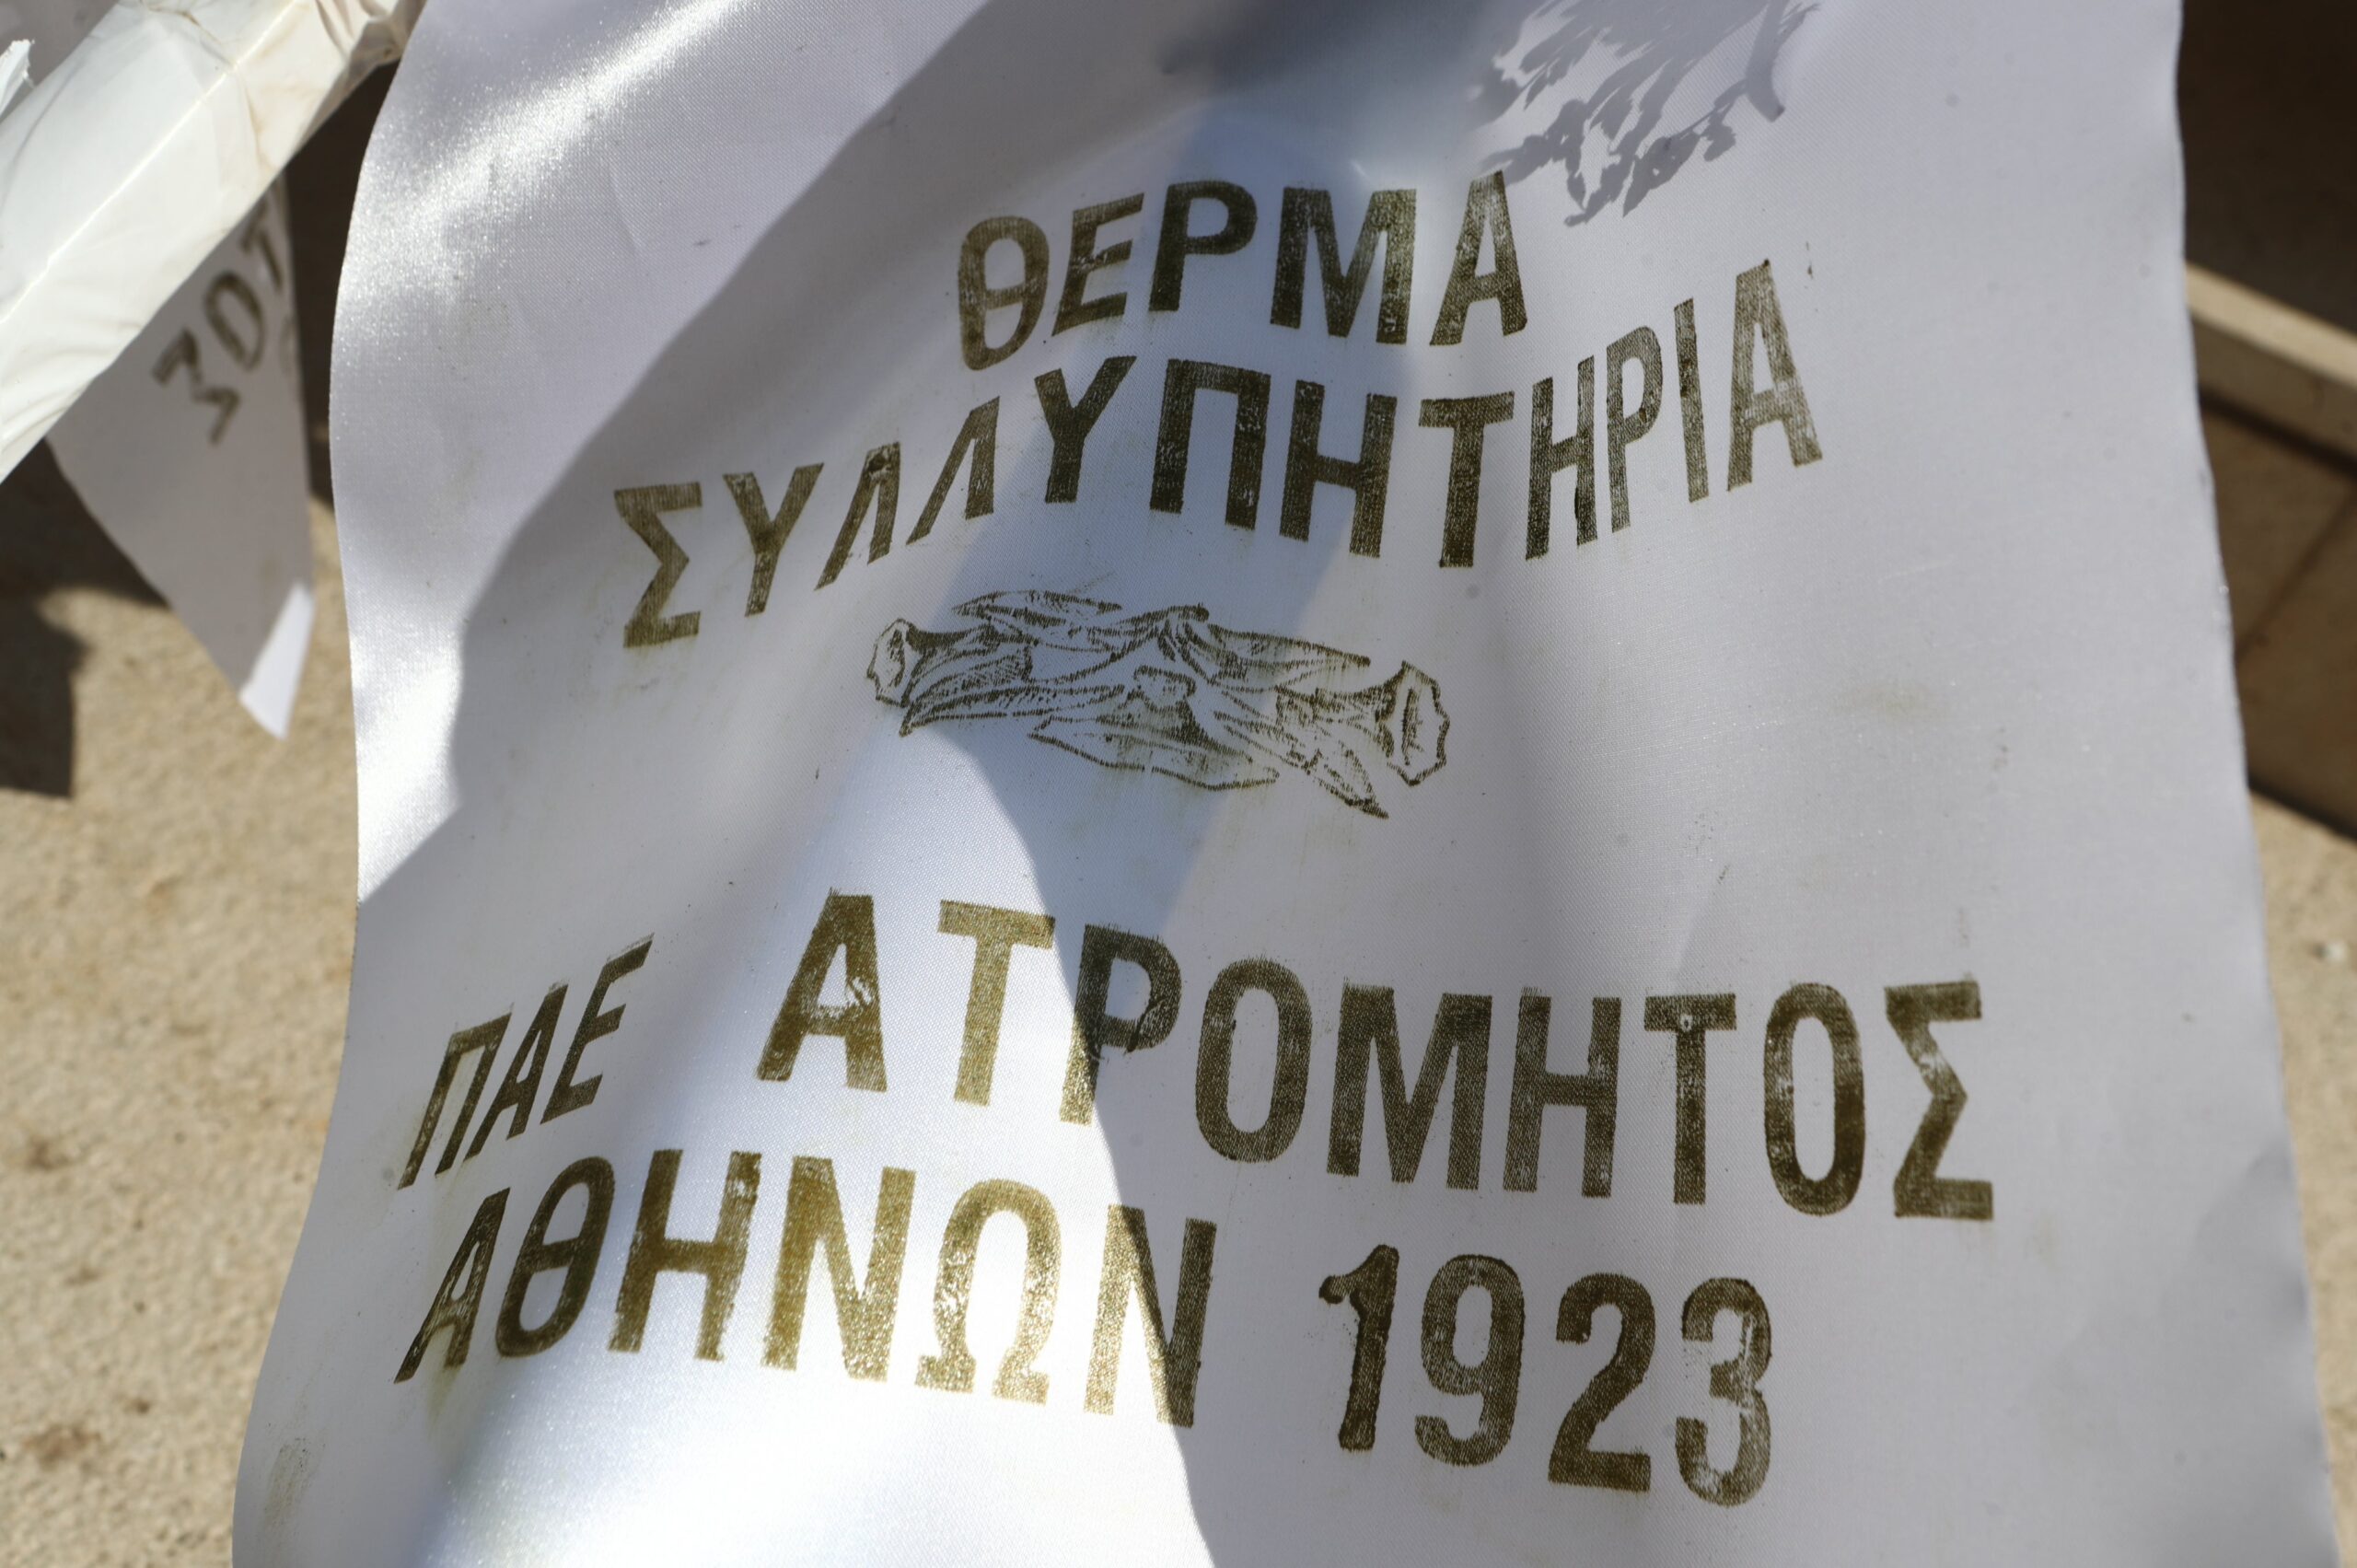 ΘΕΡΜΑ
ΣΥΛΛΥΠΗΤΗΡΙΑ
ΠΑΕ ΑΤΡΟΜΗΤΟΣ
ΑΘΗΝΩΝ 1923